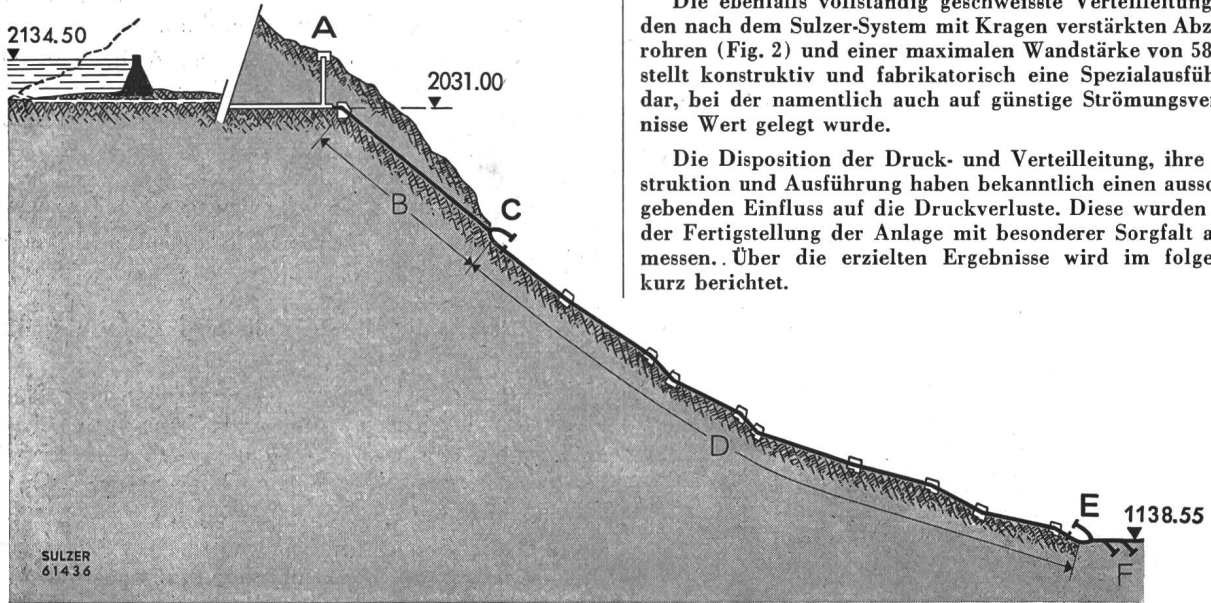 Die ebenfalls vollständig geschweisste Verteilleitung
den nach dem Sulzer-System mit Kragen verstärkten Abz
rohren (Fig. 2) und einer maximalen Wandstärke von 58
stellt konstruktiv und fabrikatorisch eine Spezialausfüh
dar, bei der namentlich auch auf günstige Strömungsver
nisse Wert gelegt wurde.
Die Disposition der Druck- und Verteilleitung, ihre
struktion und Ausführung haben bekanntlich einen aussc
gebenden Einfluss auf die Druckverluste. Diese wurden
der Fertigstellung der Anlage mit besonderer Sorgfalt a
messen. Über die erzielten Ergebnisse wird im folge
kurz berichtet.
2134.50
A
2031.00
B
C
D
E
1138.55
F
SULZER
61436